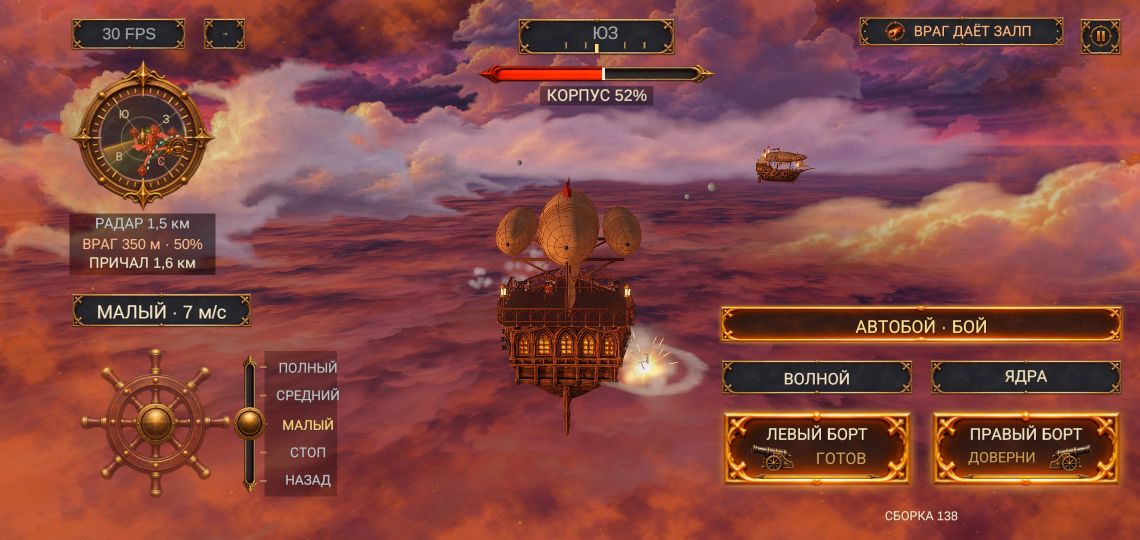 30 FPS
ЮЗ
ВРАГ ДАЁТ ЗАЛП
КОРПУС 52%
Ю
З
В
С
РАДАР 1,5 км
ВРАГ 350 м · 50%
ПРИЧАЛ 1,6 км
МАЛЫЙ · 7 м/с
ПОЛНЫЙ
СРЕДНИЙ
МАЛЫЙ
СТОП
НАЗАД
АВТОБОЙ · БОЙ
ВОЛНОЙ
ЯДРА
ЛЕВЫЙ БОРТ
ГОТОВ
ПРАВЫЙ БОРТ
ДОВЕРНИ
СБОРКА 138